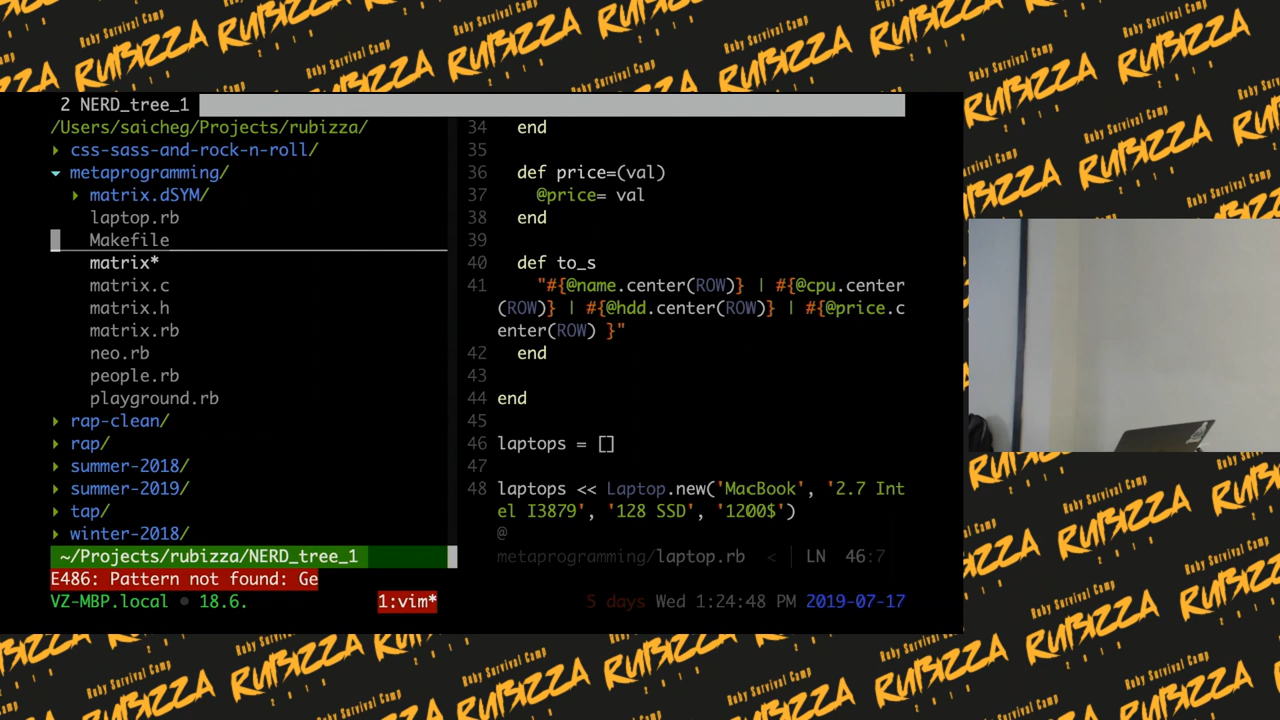 Ruby Survival Camp
RUBIZZA
2019
2 NERD_tree_1
/Users/saicheg/Projects/rubizza/
▸ css-sass-and-rock-n-roll/
▾ metaprogramming/
▸ matrix.dSYM/
laptop.rb
Makefile
matrix*
matrix.c
matrix.h
matrix.rb
neo.rb
people.rb
playground.rb
▸ rap-clean/
▸ rap/
▸ summer-2018/
▸ summer-2019/
▸ tap/
▸ winter-2018/
~/Projects/rubizza/NERD_tree_1
34 end
35
36 def price=(val)
37 @price= val
38 end
39
40 def to_s
41 "#{@name.center(ROW)} | #{@cpu.center
(ROW)} | #{@hdd.center(ROW)} | #{@price.c
enter(ROW) }"
42 end
43
44 end
45
46 laptops = []
47
48 laptops << Laptop.new('MacBook', '2.7 Int
el I3879', '128 SSD', '1200$')
@
metaprogramming/laptop.rb < | LN 46:7
E486: Pattern not found: Ge
VZ-MBP.local • 18.6. 1:vim* 5 days Wed 1:24:48 PM 2019-07-17